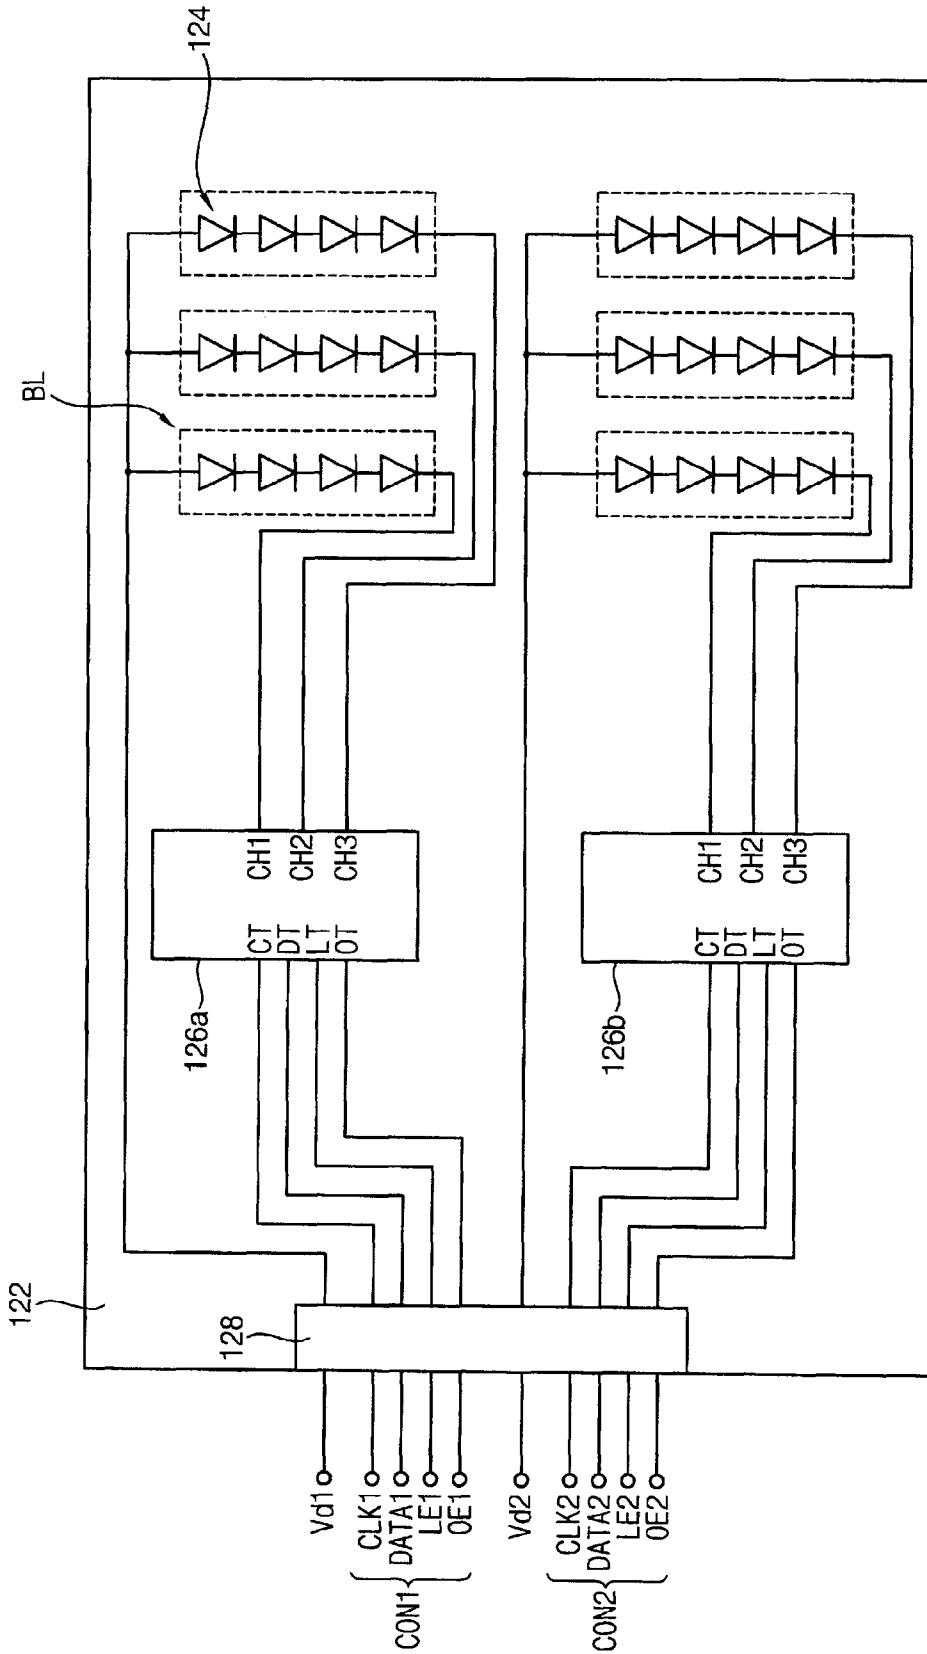 124
BL
CH1
CH2
CH3
CT
DT
LT
OT
126a
CH1
CH2
CH3
CT
DT
LT
OT
126b
122
128
Vd1
CLK1
DATA1
LE1
OE1
CON1
Vd2
CLK2
DATA2
LE2
OE2
CON2